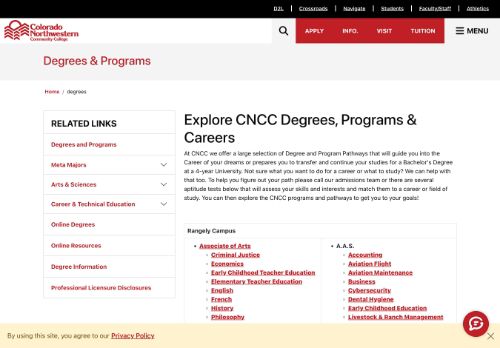 D2L Crossroads Navigate Students Faculty/Staff Athletics
Colorado
Northwestern
Community College
APPLY INFO. VISIT TUITION MENU
Degrees & Programs
Home / degrees
RELATED LINKS
Degrees and Programs
Meta Majors
Arts & Sciences
Career & Technical Education
Online Degrees
Online Resources
Degree Information
Professional Licensure Disclosures
Explore CNCC Degrees, Programs &
Careers
At CNCC we offer a large selection of Degree and Program Pathways that will guide you into the
Career of your dreams or prepares you to transfer and continue your studies for a Bachelor's Degree
at a 4-year University. Not sure what you want to do for a career or what to study? We can help with
that too. To help you figure out your path please call our admissions team or there are several
aptitude tests below that will assess your skills and interests and match them to a career or field of
study. You can then explore the CNCC programs and pathways to get you to your goals!
Rangely Campus
Associate of Arts
Criminal Justice
Economics
Early Childhood Teacher Education
Elementary Teacher Education
English
French
History
Philosophy
A.A.S.
Accounting
Aviation Flight
Aviation Maintenance
Business
Cybersecurity
Dental Hygiene
Early Childhood Education
Livestock & Ranch Management
By using this site, you agree to our Privacy Policy